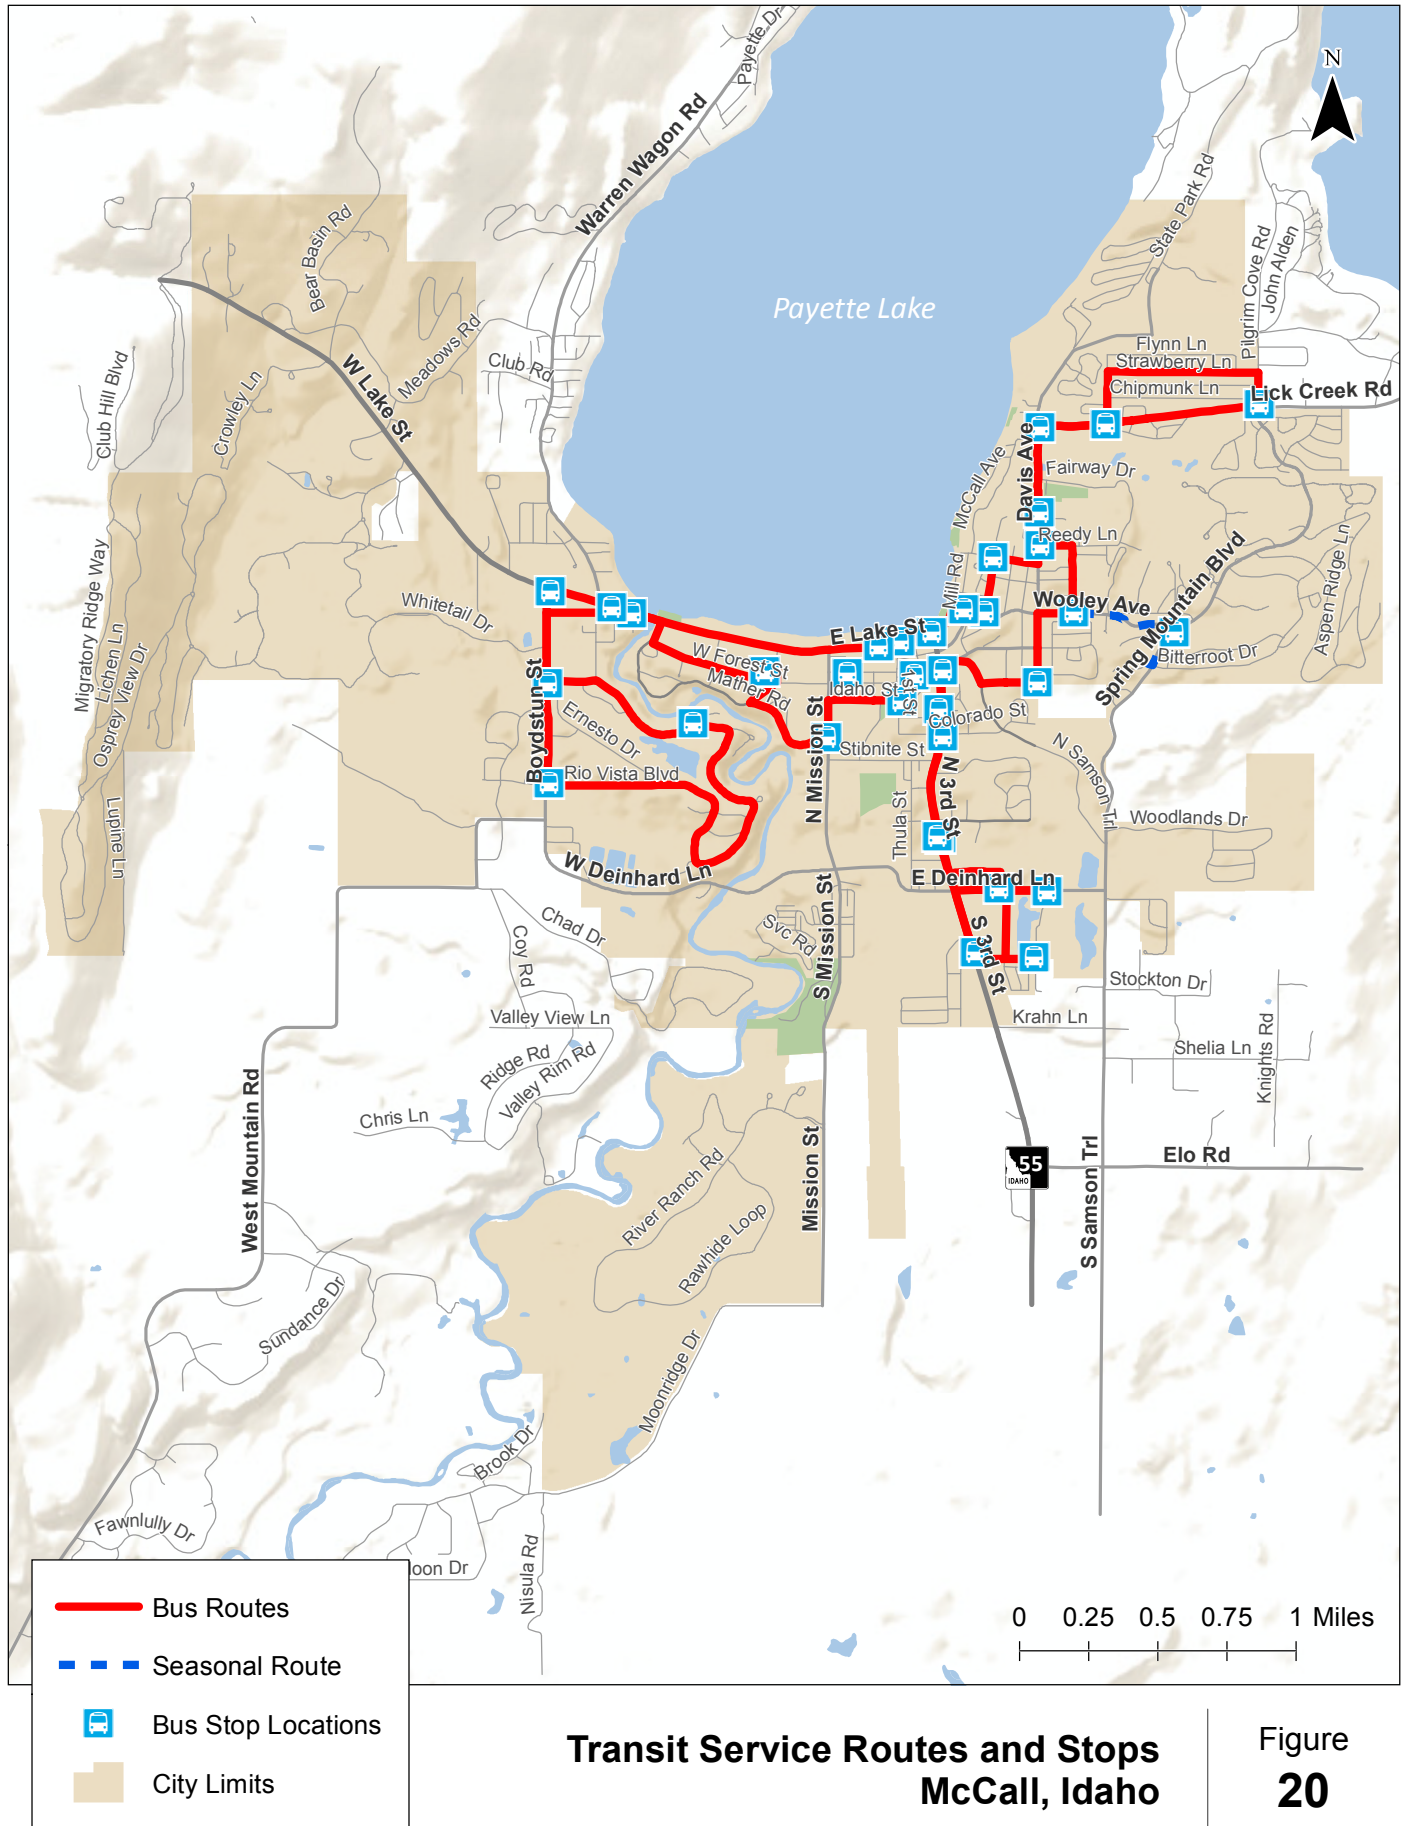 Payette Dr
N
Warren Wagon Rd
State Park Rd
Bear Basin Rd
Pilgrim Cove Rd
John Alden
Payette Lake
Meadows Rd
Club Rd
Flynn Ln
Strawberry Ln
Chipmunk Ln
Lick Creek Rd
Club Hill Blvd
Crowley Ln
W Lake St
McCall Ave
Davis Ave
Fairway Dr
Reedy Ln
Migratory Ridge Way
Lichen Ln
Osprey View Dr
Whitetail Dr
Mill Rd
Wooley Ave
Spring Mountain Blvd
Aspen Ridge Ln
Bitterroot Dr
E Lake St
W Forest St
Mather Rd
Idaho St
1st St
Colorado St
Boydstun St
Ernesto Dr
Rio Vista Blvd
N Mission St
Stibnite St
N 3rd St
N Samson Trl
Thula St
Woodlands Dr
Lupine Ln
W Deinhard Ln
E Deinhard Ln
Chad Dr
Coy Rd
Svc Rd
S Mission St
S 3rd St
Stockton Dr
Valley View Ln
Krahn Ln
Ridge Rd
Valley Rim Rd
Shelia Ln
Knights Rd
Chris Ln
West Mountain Rd
Mission St
55
IDAHO
Elo Rd
S Samson Trl
River Ranch Rd
Rawhide Loop
Sundance Dr
Moonridge Dr
Brook Dr
Fawnlully Dr
loon Dr
Nisula Rd
0 0.25 0.5 0.75 1 Miles
Bus Routes
Seasonal Route
Bus Stop Locations
City Limits
Transit Service Routes and Stops
McCall, Idaho
Figure
20